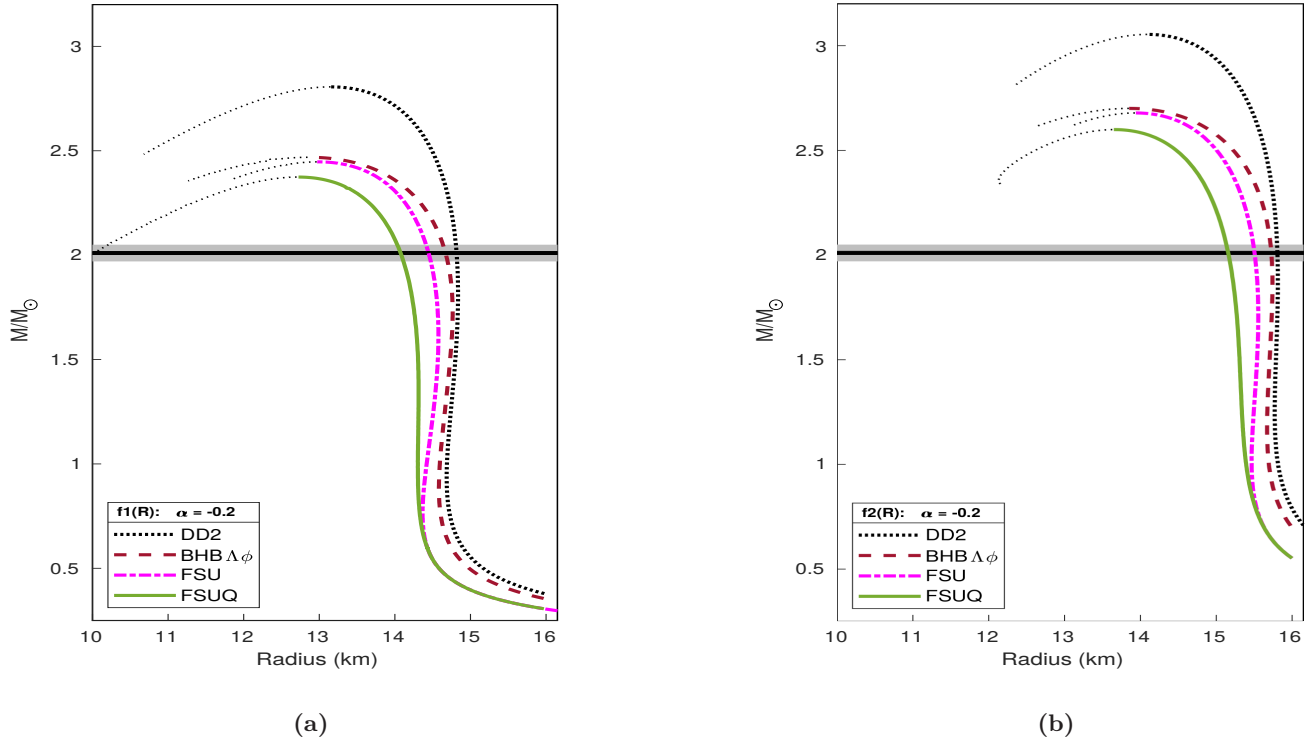 3
2.5
2
1.5
1
0.5
M/M⊙
10 11 12 13 14 15 16
Radius (km)
f1(R): α = -0.2
DD2
BHB Λϕ
FSU
FSUQ
(a)
3
2.5
2
1.5
1
0.5
M/M⊙
10 11 12 13 14 15 16
Radius (km)
f2(R): α = -0.2
DD2
BHB Λϕ
FSU
FSUQ
(b)